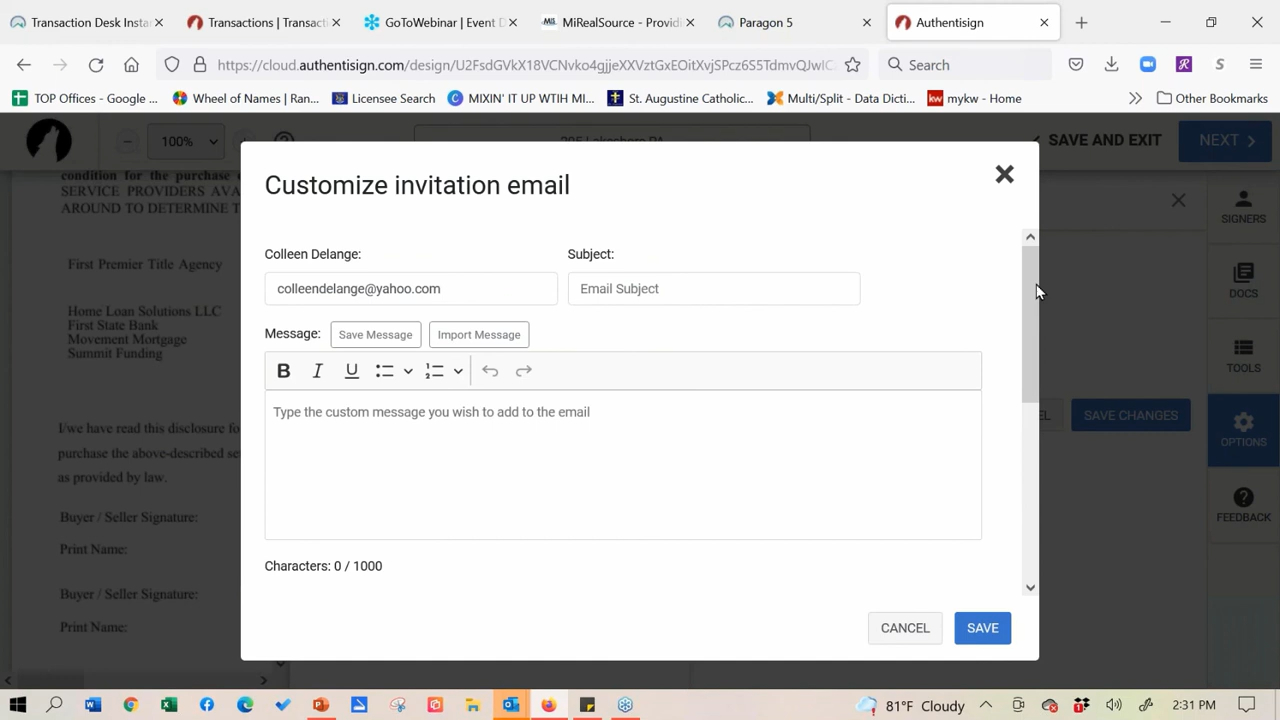 Transaction Desk Insta
Transactions | Transact
GoToWebinar | Event D
MiRealSource - Providi
Paragon 5
Authentisign
https://cloud.authentisign.com/design/
Search
TOP Offices - Google ...
Wheel of Names | Ran...
Licensee Search
MIXIN' IT UP WTIH MI...
St. Augustine Catholic...
Multi/Split - Data Dicti...
mykw - Home
Other Bookmarks
100%
SAVE AND EXIT
NEXT
condition for the purchase
SERVICE PROVIDERS AVA
AROUND TO DETERMINE T
First Premier Title Agency
Home Loan Solutions LLC
First State Bank
Movement Mortgage
Summit Funding
I/we have read this disclosure fo
purchase the above-described se
as provided by law.
Buyer / Seller Signature:
Print Name:
Buyer / Seller Signature:
Print Name:
Customize invitation email
Colleen Delange:
Subject:
colleendelange@yahoo.com
Email Subject
Message:
Save Message
Import Message
B I U
Type the custom message you wish to add to the email
Characters: 0 / 1000
CANCEL
SAVE
EL
SAVE CHANGES
SIGNERS
DOCS
TOOLS
OPTIONS
FEEDBACK
81°F Cloudy
2:31 PM